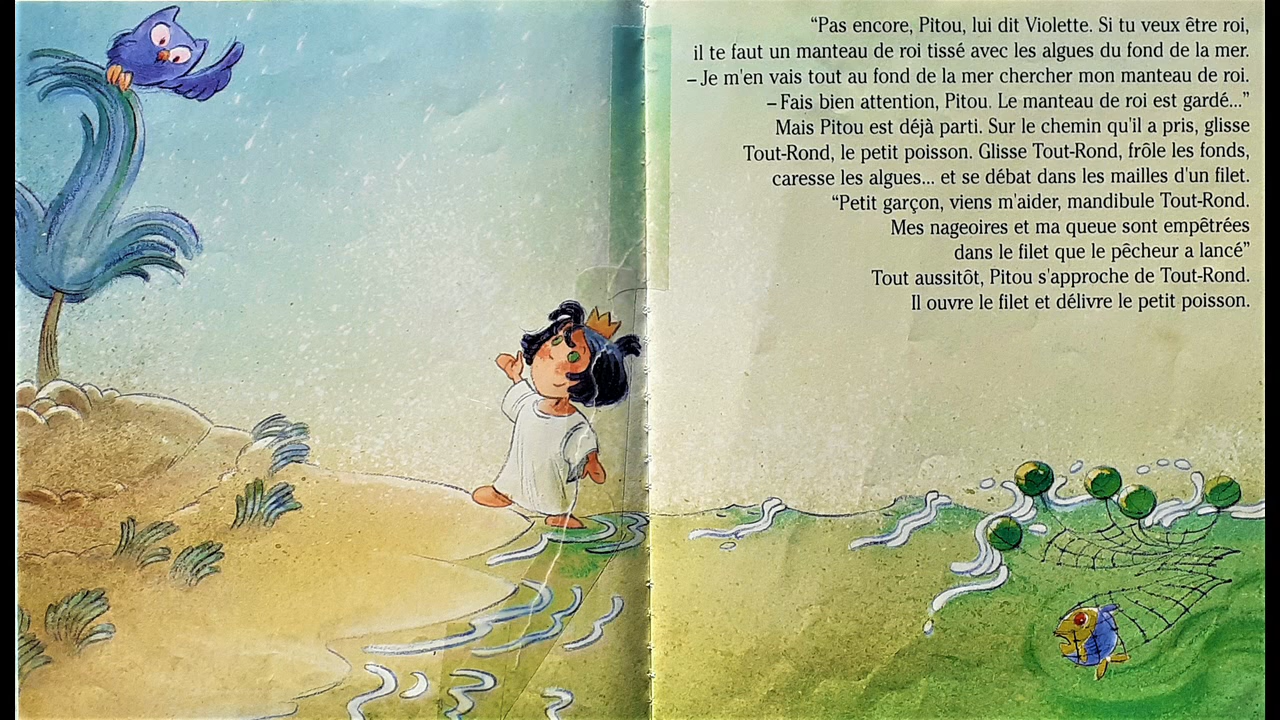 “Pas encore, Pitou, lui dit Violette. Si tu veux être roi,
il te faut un manteau de roi tissé avec les algues du fond de la mer.
– Je m'en vais tout au fond de la mer chercher mon manteau de roi.
– Fais bien attention, Pitou. Le manteau de roi est gardé...”
Mais Pitou est déjà parti. Sur le chemin qu'il a pris, glisse
Tout-Rond, le petit poisson. Glisse Tout-Rond, frôle les fonds,
caresse les algues... et se débat dans les mailles d'un filet.
“Petit garçon, viens m'aider, mandibule Tout-Rond.
Mes nageoires et ma queue sont empêtrées
dans le filet que le pêcheur a lancé”
Tout aussitôt, Pitou s'approche de Tout-Rond.
Il ouvre le filet et délivre le petit poisson.